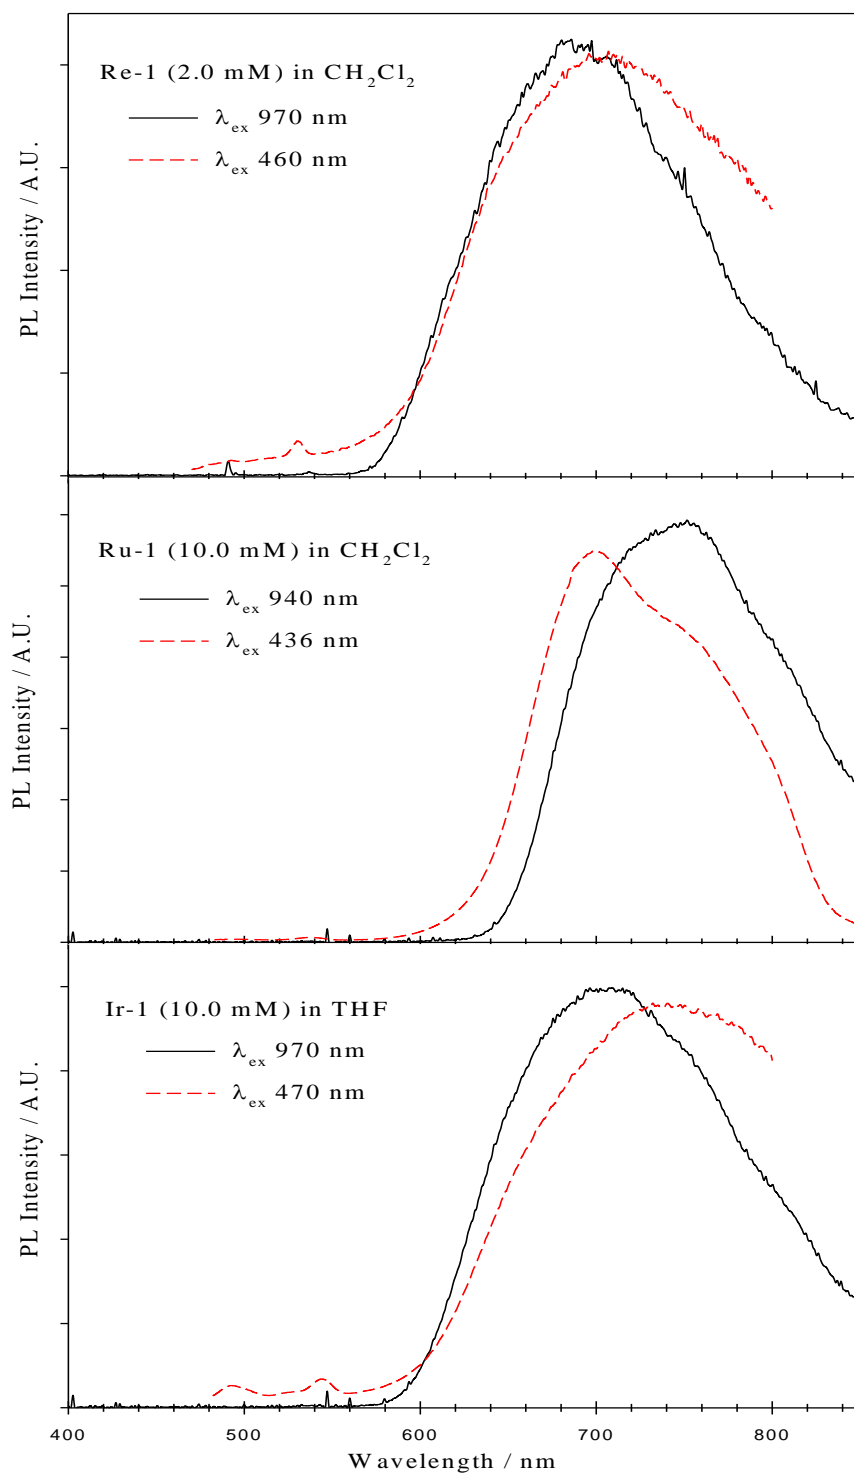 Re-1 (2.0 mM) in CH₂Cl₂
λex 970 nm
λex 460 nm
PL Intensity / A.U.
Ru-1 (10.0 mM) in CH₂Cl₂
λex 940 nm
λex 436 nm
PL Intensity / A.U.
Ir-1 (10.0 mM) in THF
λex 970 nm
λex 470 nm
PL Intensity / A.U.
400 500 600 700 800
Wavelength / nm